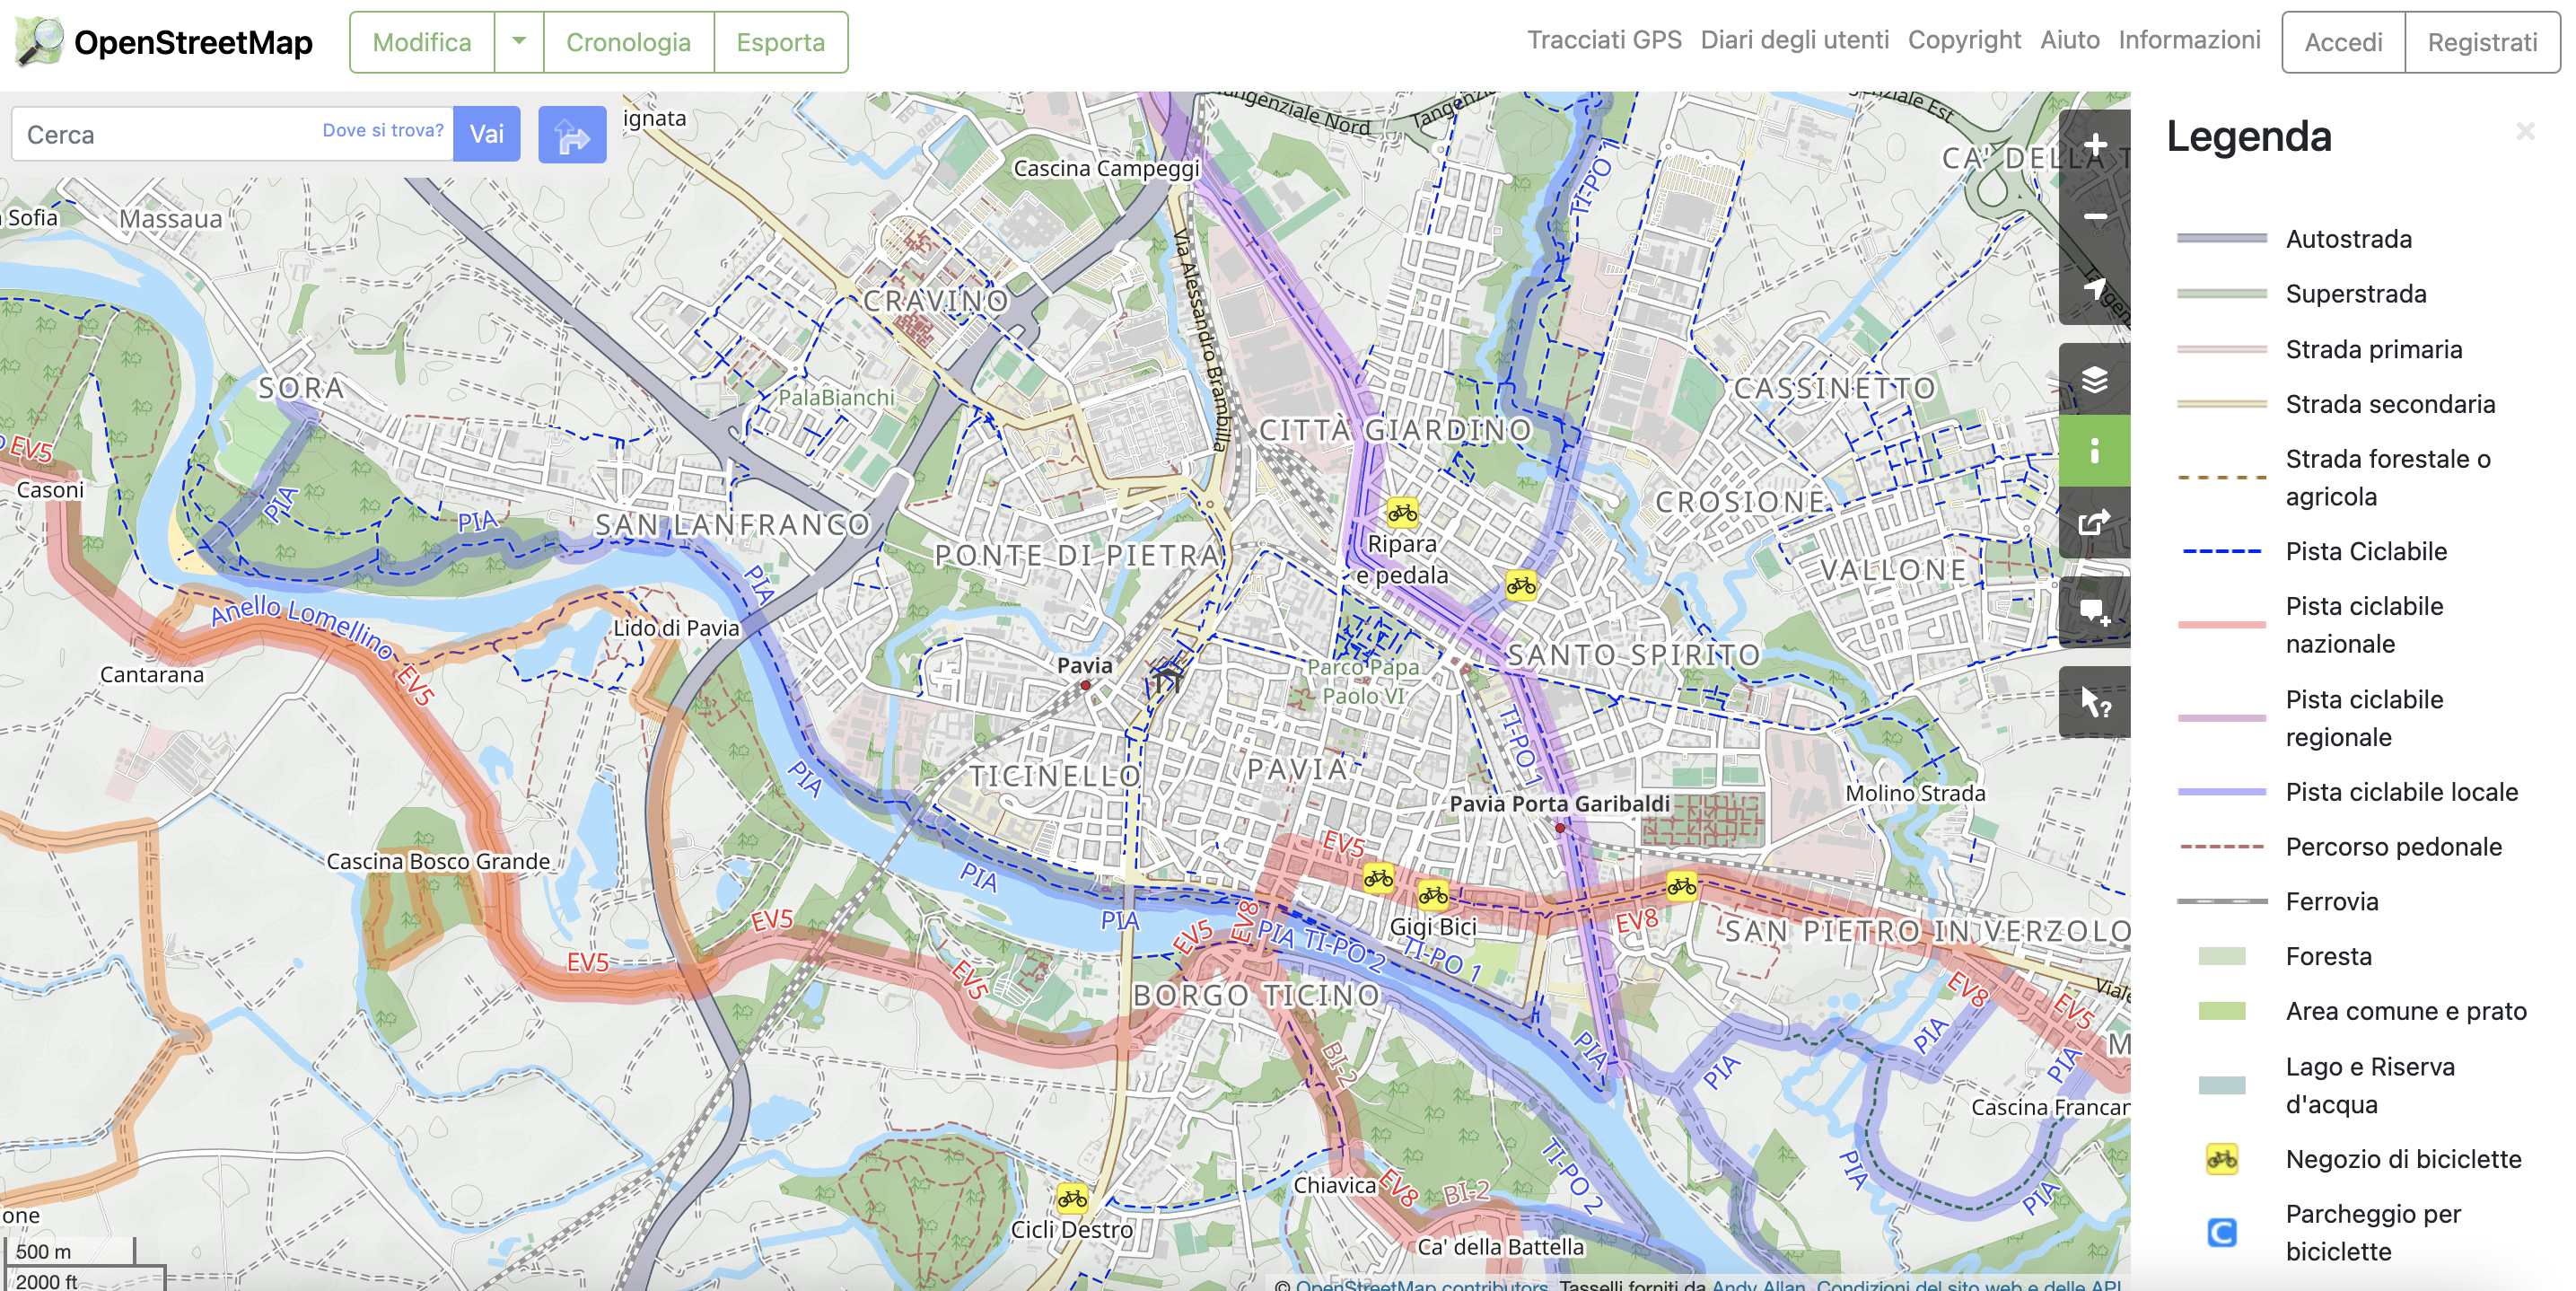 OpenStreetMap
Modifica
Cronologia
Esporta
Tracciati GPS
Diari degli utenti
Copyright
Aiuto
Informazioni
Accedi
Registrati
Cerca
Dove si trova?
Vai
ignata
Tangenziale Nord
CA' DELLA T
Cascina Campeggi
TI-PO 1
Sofia
Massaua
Via Alessandro Brambilla
CRAVINO
SORA
PalaBianchi
CASSINETTO
CITTÀ GIARDINO
EV5
Casoni
PIA
PIA
SAN LANFRANCO
CROSIONE
PONTE DI PIETRA
Ripara
e pedala
VALLONE
PIA
Anello Lomellino
Lido di Pavia
Cantarana
EV5
Pavia
Parco Papa
Paolo VI
SANTO SPIRITO
TI-PO 1
PIA
TICINELLO
PAVIA
Molino Strada
Pavia Porta Garibaldi
EV5
Cascina Bosco Grande
PIA
PIA
EV5
EV5
EV5
EV5
EV8
PIA TI-PO 2
TI-PO 1
Gigi Bici
EV8
SAN PIETRO IN VERZOLO
BORGO TICINO
EV8
EV5
Viale
M
PIA
PIA
PIA
PIA
BI-2
Cascina Francar
TI-PO 2
PIA
PIA
Chiavica
EV8
BI-2
Cicli Destro
Ca' della Battella
one
500 m
2000 ft
© OpenStreetMap contributors. Tasselli forniti da Andy Allan. Condizioni del sito web e delle API
Legenda
Autostrada
Superstrada
Strada primaria
Strada secondaria
Strada forestale o
agricola
Pista Ciclabile
Pista ciclabile
nazionale
Pista ciclabile
regionale
Pista ciclabile locale
Percorso pedonale
Ferrovia
Foresta
Area comune e prato
Lago e Riserva
d'acqua
Negozio di biciclette
C
Parcheggio per
biciclette